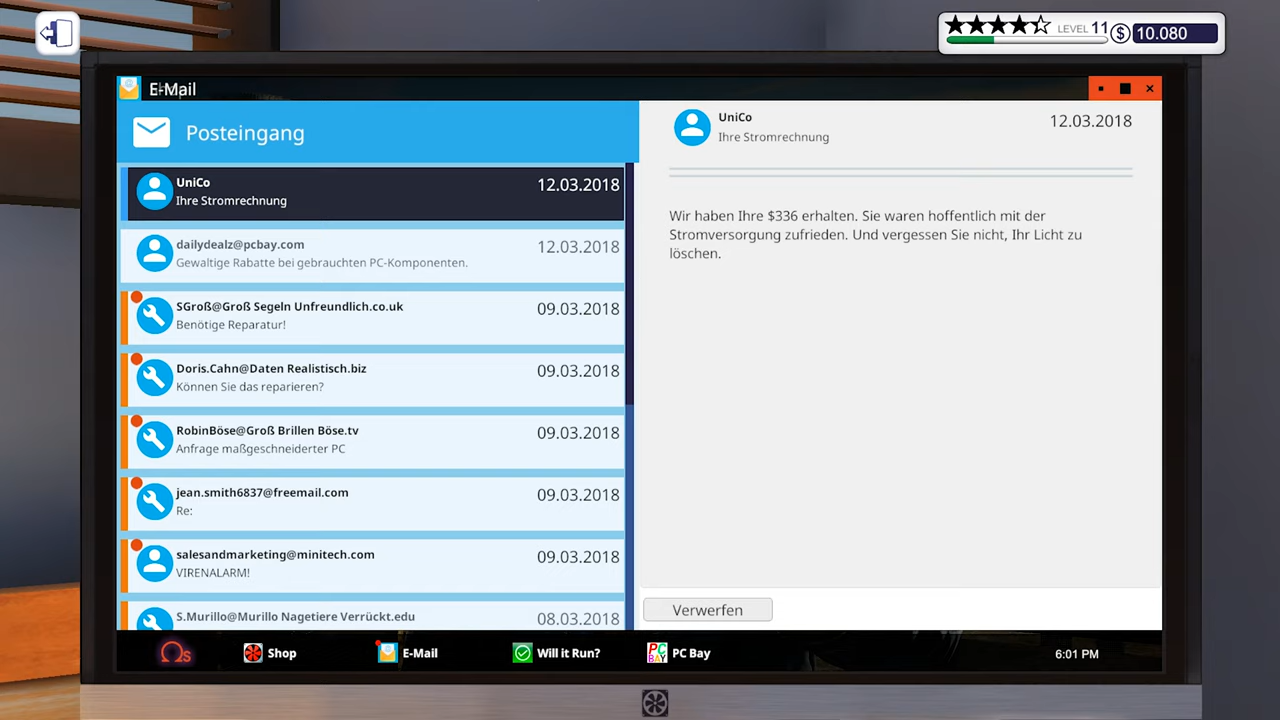 LEVEL 11
$ 10.080
E-Mail
Posteingang
UniCo
12.03.2018
Ihre Stromrechnung
dailydealz@pcbay.com
12.03.2018
Gewaltige Rabatte bei gebrauchten PC-Komponenten.
SGroß@Groß Segeln Unfreundlich.co.uk
09.03.2018
Benötige Reparatur!
Doris.Cahn@Daten Realistisch.biz
09.03.2018
Können Sie das reparieren?
RobinBöse@Groß Brillen Böse.tv
09.03.2018
Anfrage maßgeschneiderter PC
jean.smith6837@freemail.com
09.03.2018
Re:
salesandmarketing@minitech.com
09.03.2018
VIRENALARM!
S.Murillo@Murillo Nagetiere Verrückt.edu
08.03.2018
UniCo
12.03.2018
Ihre Stromrechnung
Wir haben Ihre $336 erhalten. Sie waren hoffentlich mit der
Stromversorgung zufrieden. Und vergessen Sie nicht, Ihr Licht zu
löschen.
Verwerfen
Ωs
Shop
E-Mail
Will it Run?
PC BAY
PC Bay
6:01 PM